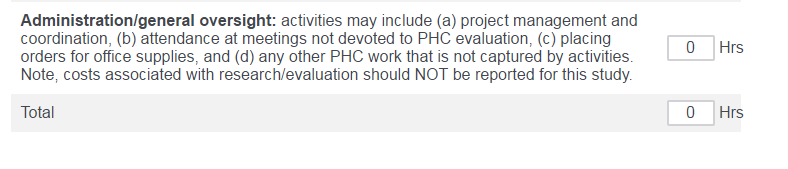 Administration/general oversight: activities may include (a) project management and
coordination, (b) attendance at meetings not devoted to PHC evaluation, (c) placing
orders for office supplies, and (d) any other PHC work that is not captured by activities.
Note, costs associated with research/evaluation should NOT be reported for this study.
0 Hrs
Total 0 Hrs